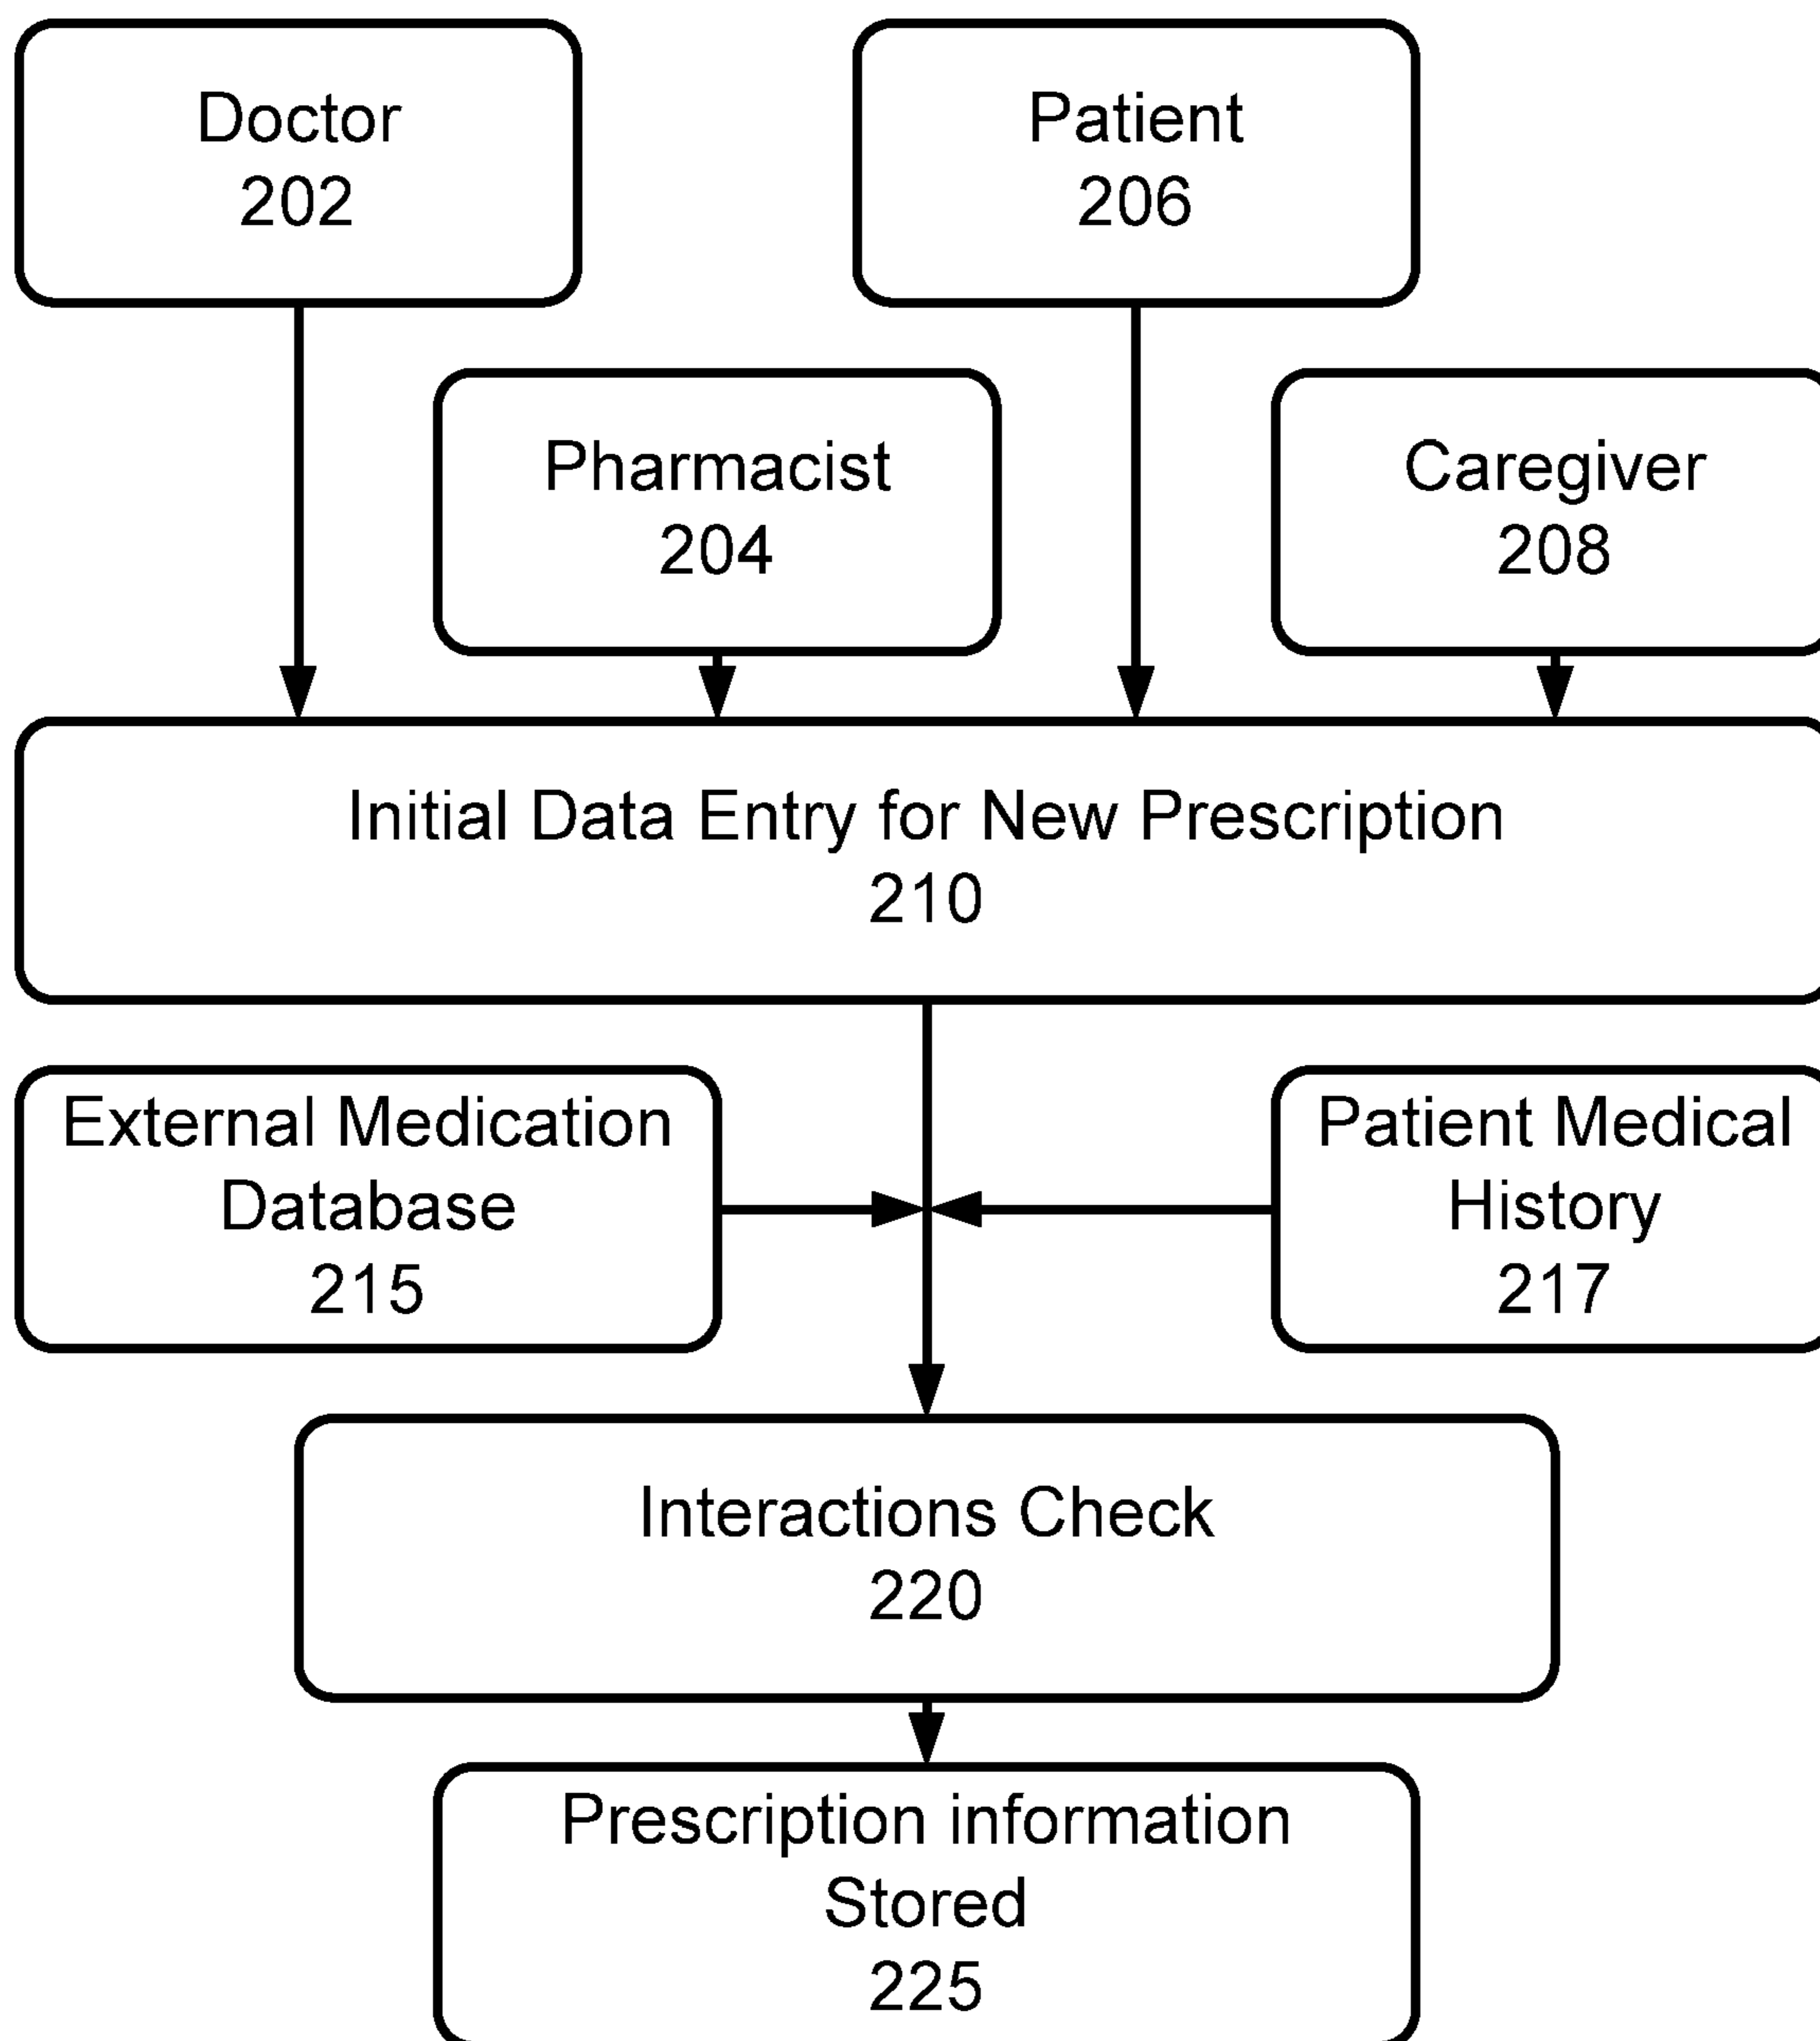 Doctor
202
Patient
206
Pharmacist
204
Caregiver
208
Initial Data Entry for New Prescription
210
External Medication
Database
215
Patient Medical
History
217
Interactions Check
220
Prescription information
Stored
225